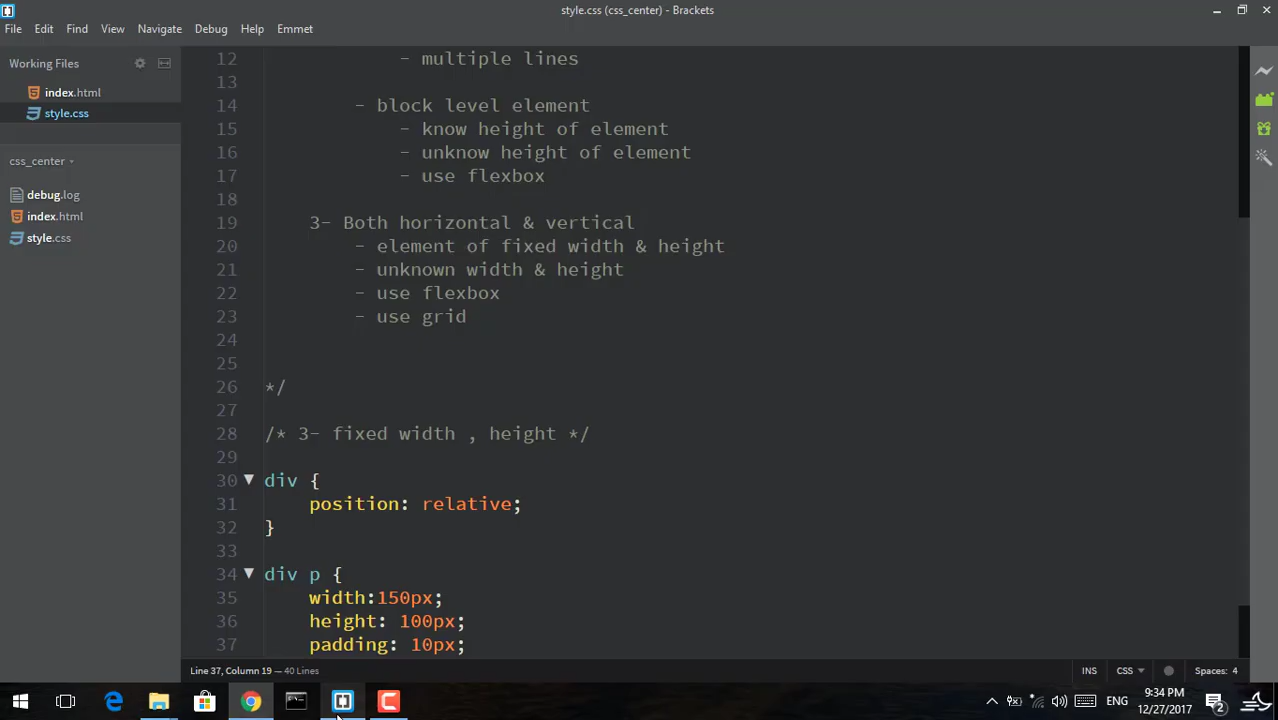 style.css (css_center) - Brackets
File Edit Find View Navigate Debug Help Emmet
Working Files
index.html
style.css
css_center
debug.log
index.html
style.css
12 - multiple lines
13
14 - block level element
15 - know height of element
16 - unknow height of element
17 - use flexbox
18
19 3- Both horizontal & vertical
20 - element of fixed width & height
21 - unknown width & height
22 - use flexbox
23 - use grid
24
25
26 */
27
28 /* 3- fixed width , height */
29
30 div {
31 position: relative;
32 }
33
34 div p {
35 width:150px;
36 height: 100px;
37 padding: 10px;
Line 37, Column 19 — 40 Lines
INS CSS Spaces: 4
ENG
9:34 PM
12/27/2017
2